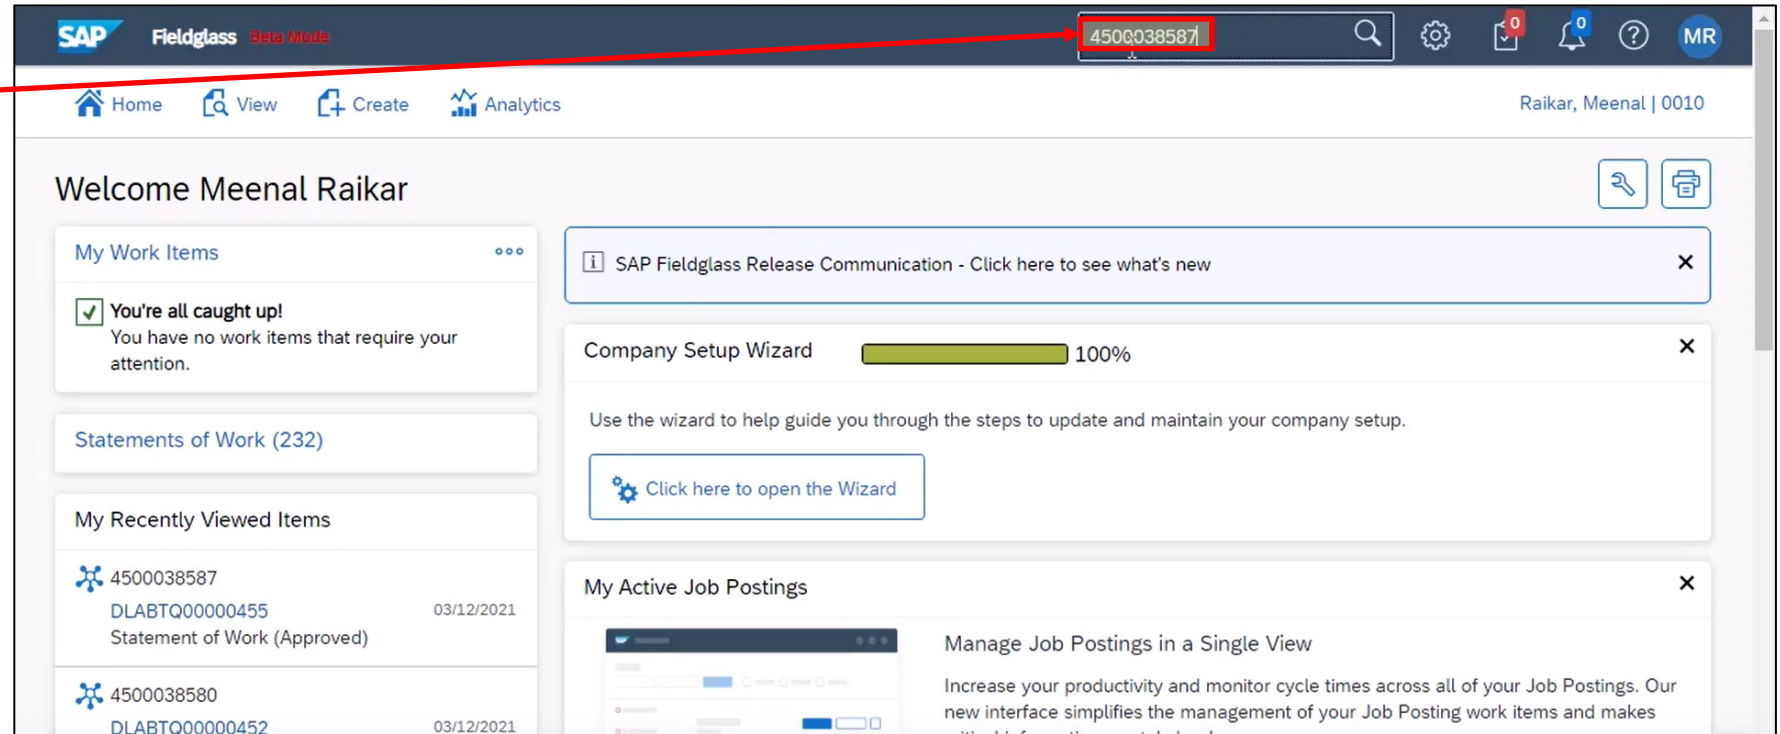 SAP Fieldglass Beta Mode 4500038587 0 0 ? MR
Home View Create Analytics Raikar, Meenal | 0010
Welcome Meenal Raikar
My Work Items
You're all caught up!
You have no work items that require your
attention.
Statements of Work (232)
My Recently Viewed Items
4500038587
DLABTQ00000455 03/12/2021
Statement of Work (Approved)
4500038580
DLABTQ00000452 03/12/2021
i SAP Fieldglass Release Communication - Click here to see what's new
Company Setup Wizard 100%
Use the wizard to help guide you through the steps to update and maintain your company setup.
Click here to open the Wizard
My Active Job Postings
Manage Job Postings in a Single View
Increase your productivity and monitor cycle times across all of your Job Postings. Our
new interface simplifies the management of your Job Posting work items and makes